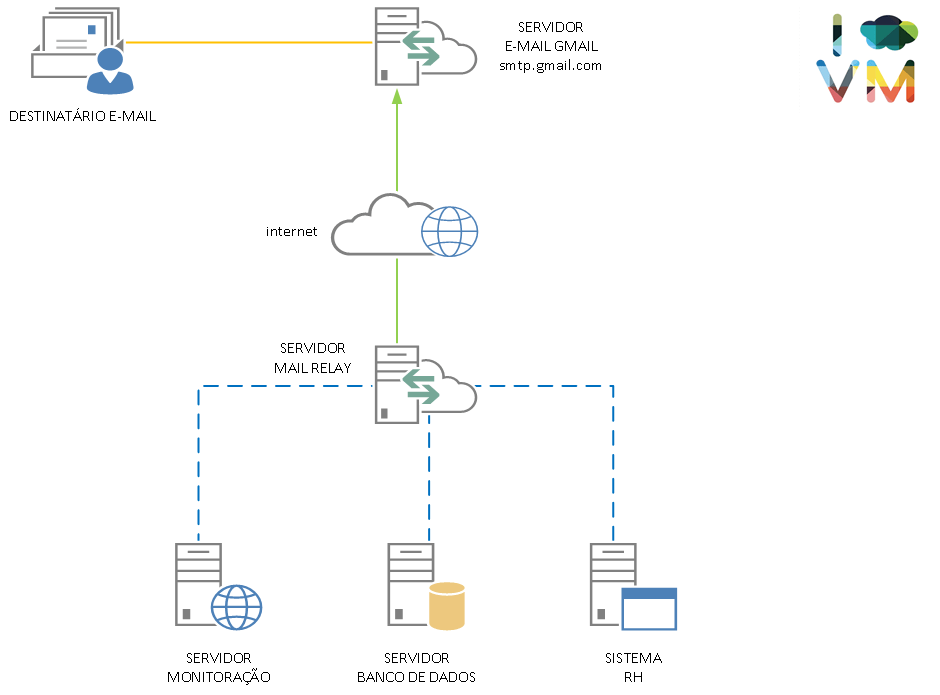 SERVIDOR
E-MAIL GMAIL
smtp.gmail.com
I
VM
DESTINATÁRIO E-MAIL
internet
SERVIDOR
MAIL RELAY
SERVIDOR
MONITORAÇÃO
SERVIDOR
BANCO DE DADOS
SISTEMA
RH